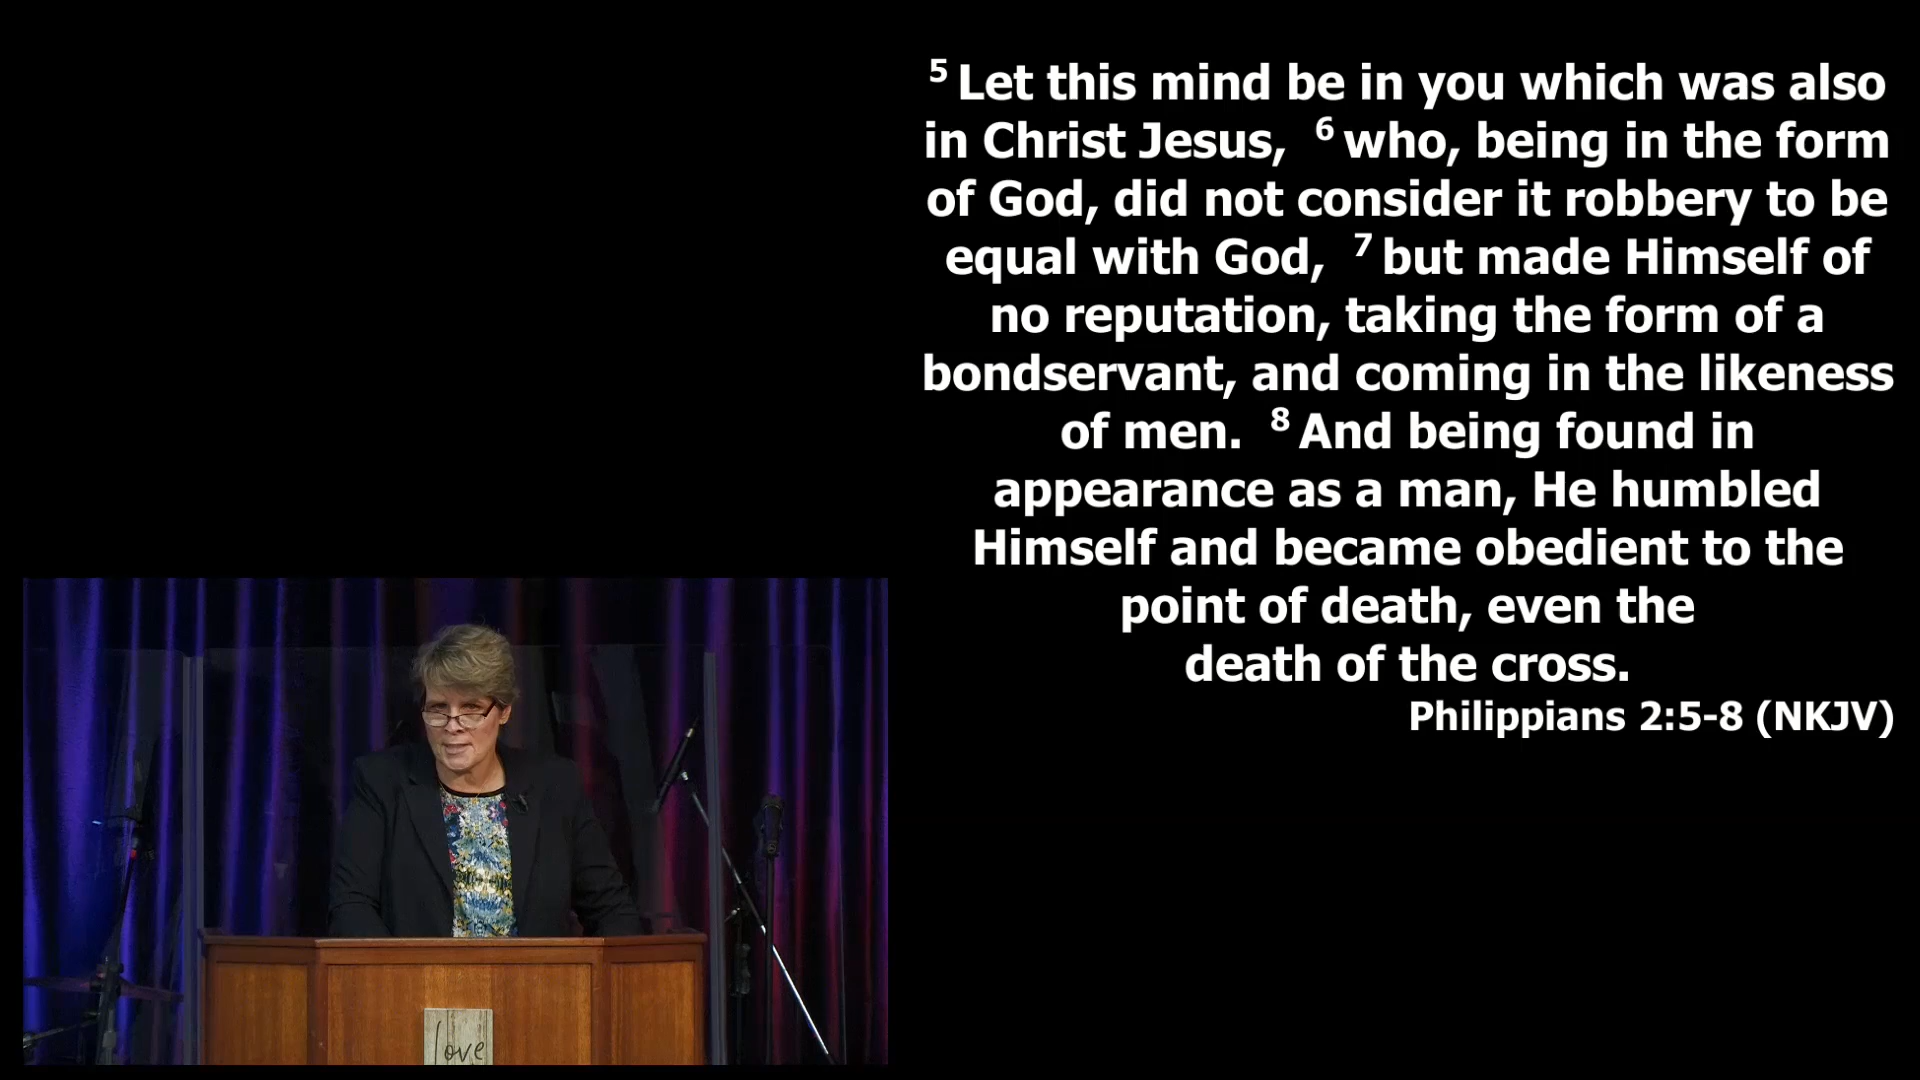 ⁵ Let this mind be in you which was also
in Christ Jesus, ⁶ who, being in the form
of God, did not consider it robbery to be
equal with God, ⁷ but made Himself of
no reputation, taking the form of a
bondservant, and coming in the likeness
of men. ⁸ And being found in
appearance as a man, He humbled
Himself and became obedient to the
point of death, even the
death of the cross.
Philippians 2:5-8 (NKJV)
love